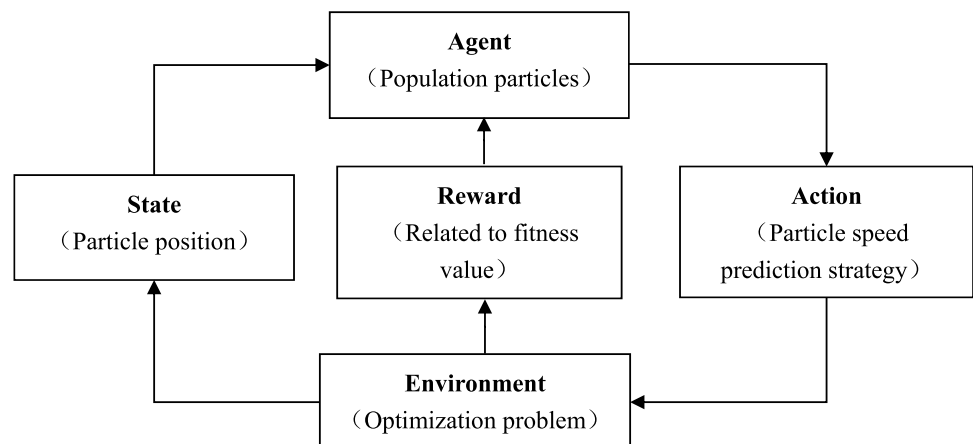 Agent
（Population particles）
State
（Particle position）
Reward
（Related to fitness
value）
Action
（Particle speed
prediction strategy）
Environment
（Optimization problem）